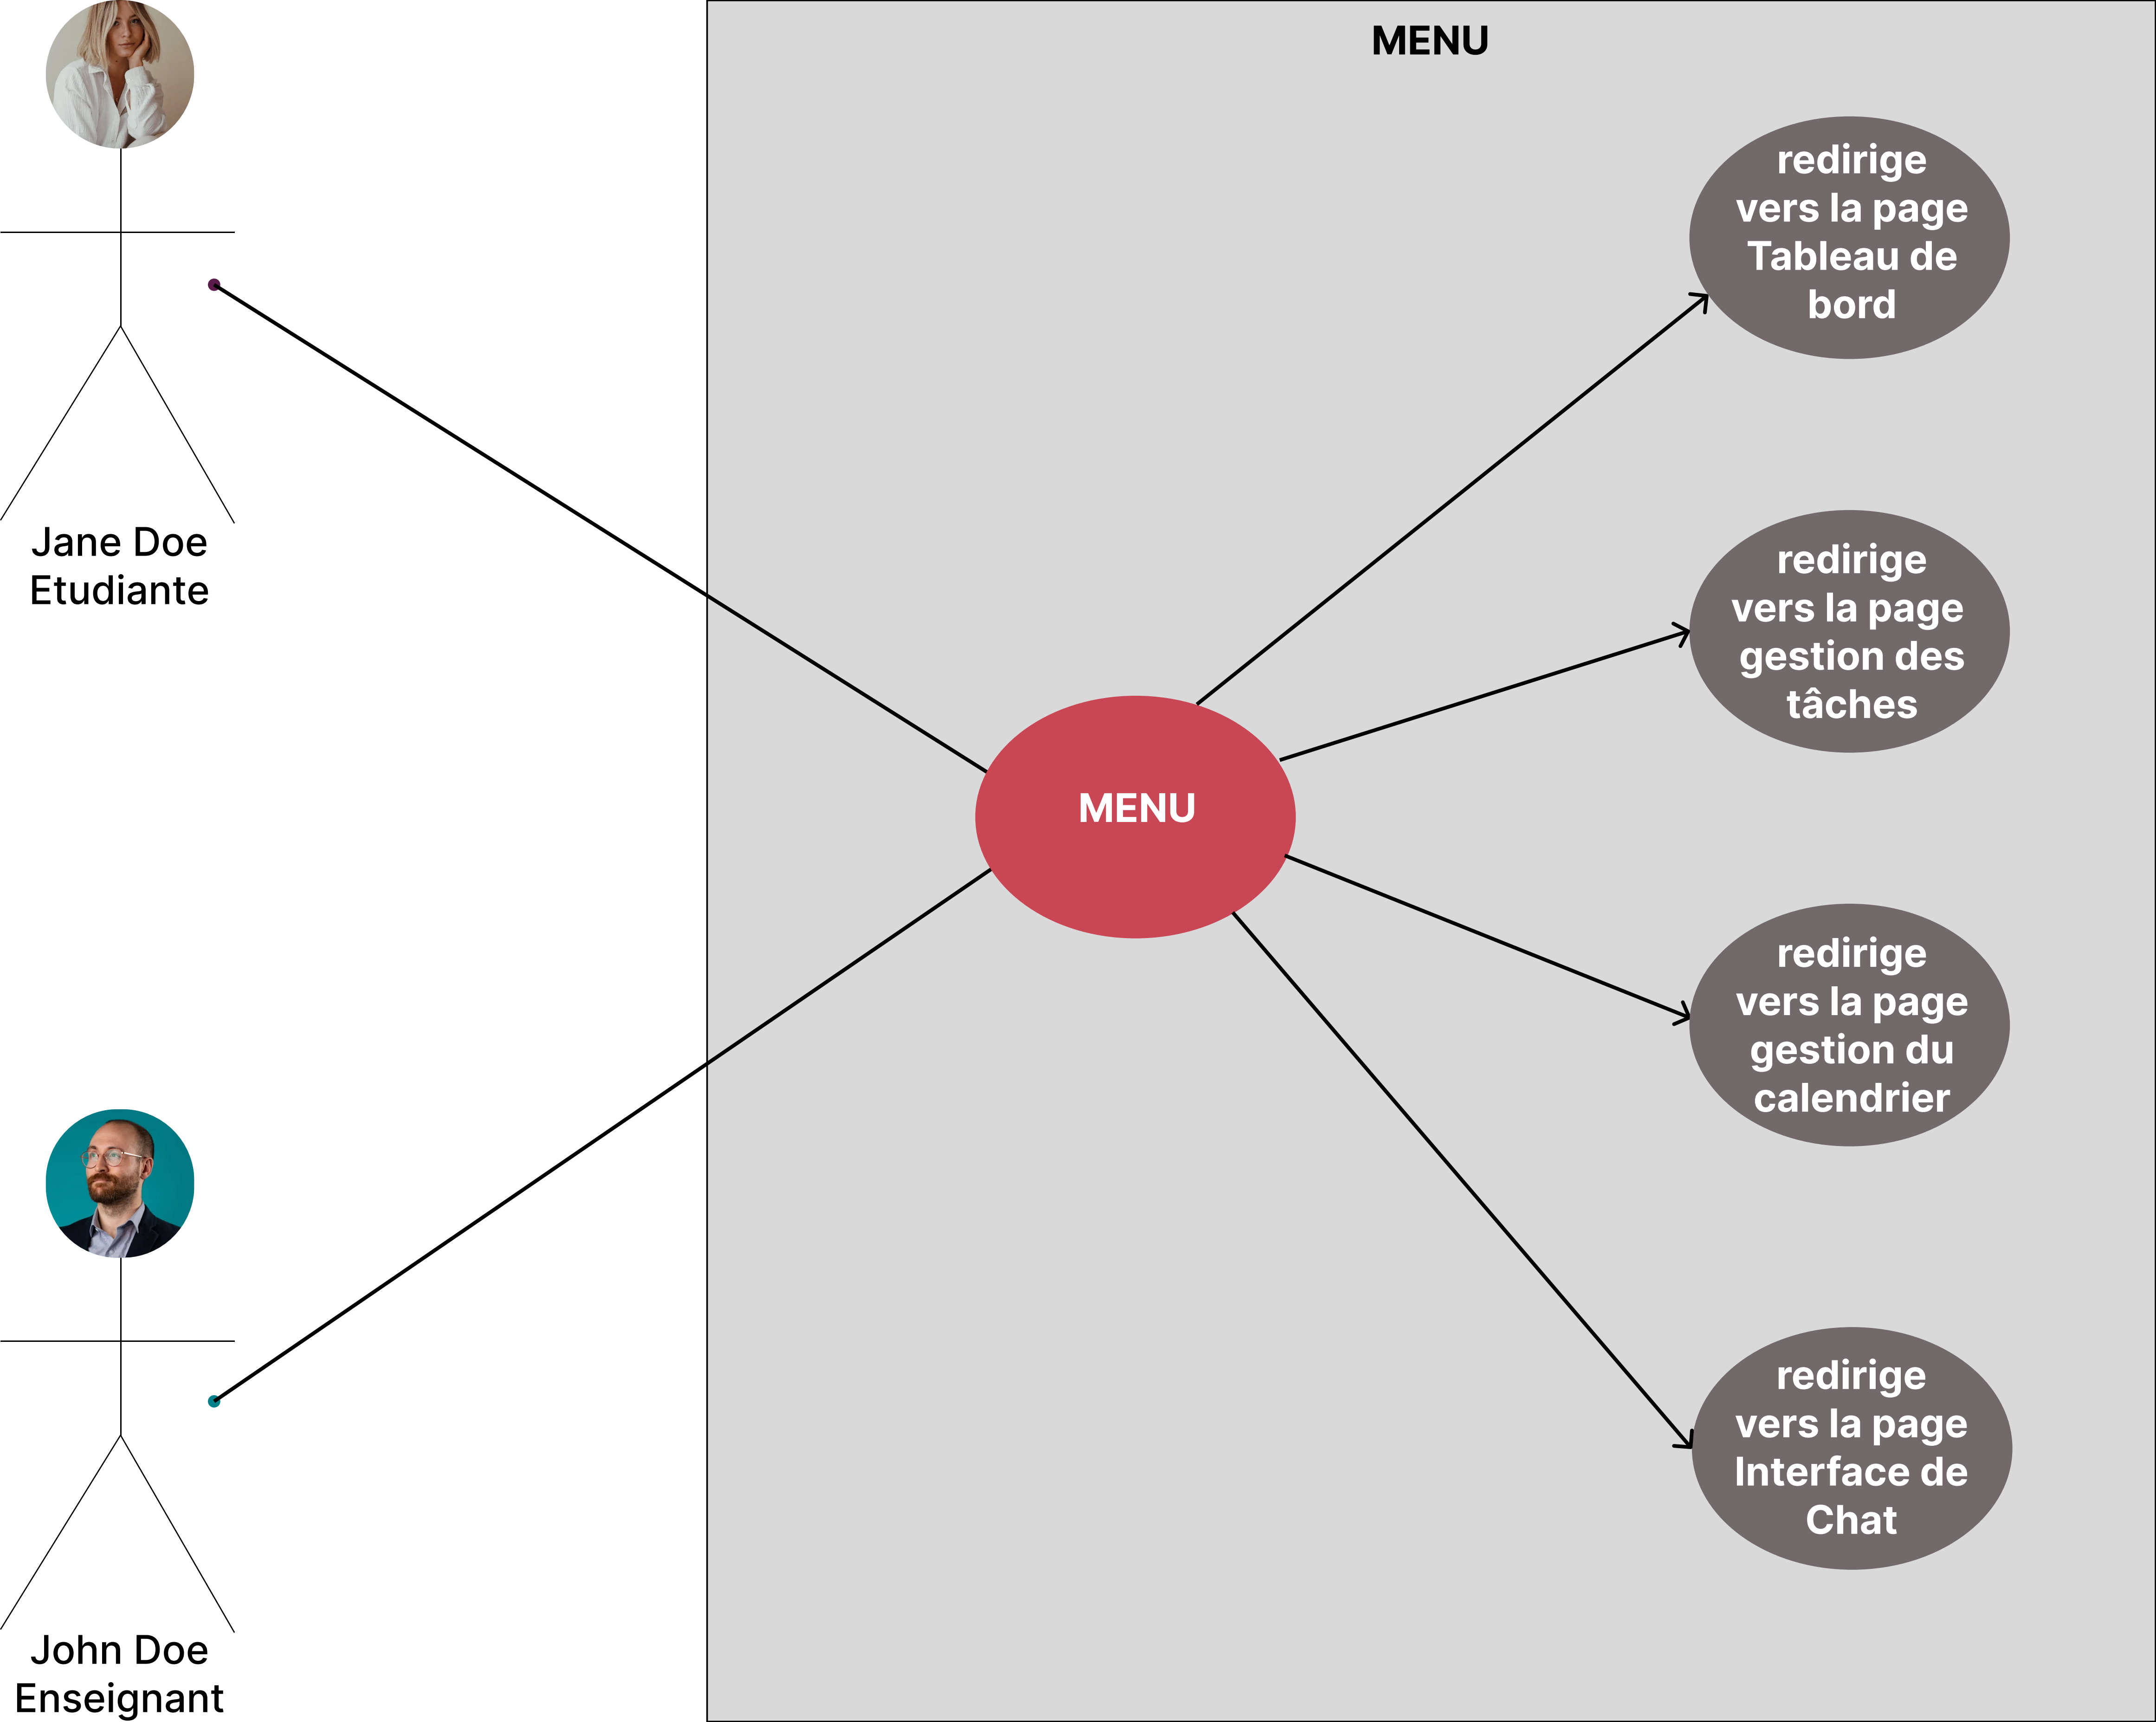 MENU
redirige
vers la page
Tableau de
bord
Jane Doe
Etudiante
redirige
vers la page
gestion des
tâches
MENU
redirige
vers la page
gestion du
calendrier
redirige
vers la page
Interface de
Chat
John Doe
Enseignant